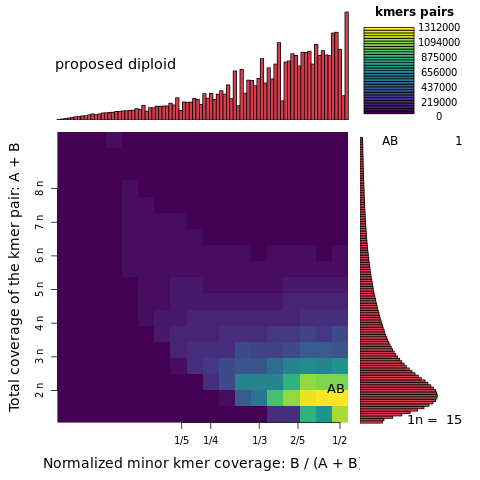 kmers pairs
proposed diploid
1312000
1094000
875000
656000
437000
219000
0
AB 1
Total coverage of the kmer pair: A + B
8 n
7 n
6 n
5 n
4 n
3 n
2 n
AB
1n = 15
1/5 1/4 1/3 2/5 1/2
Normalized minor kmer coverage: B / (A + B